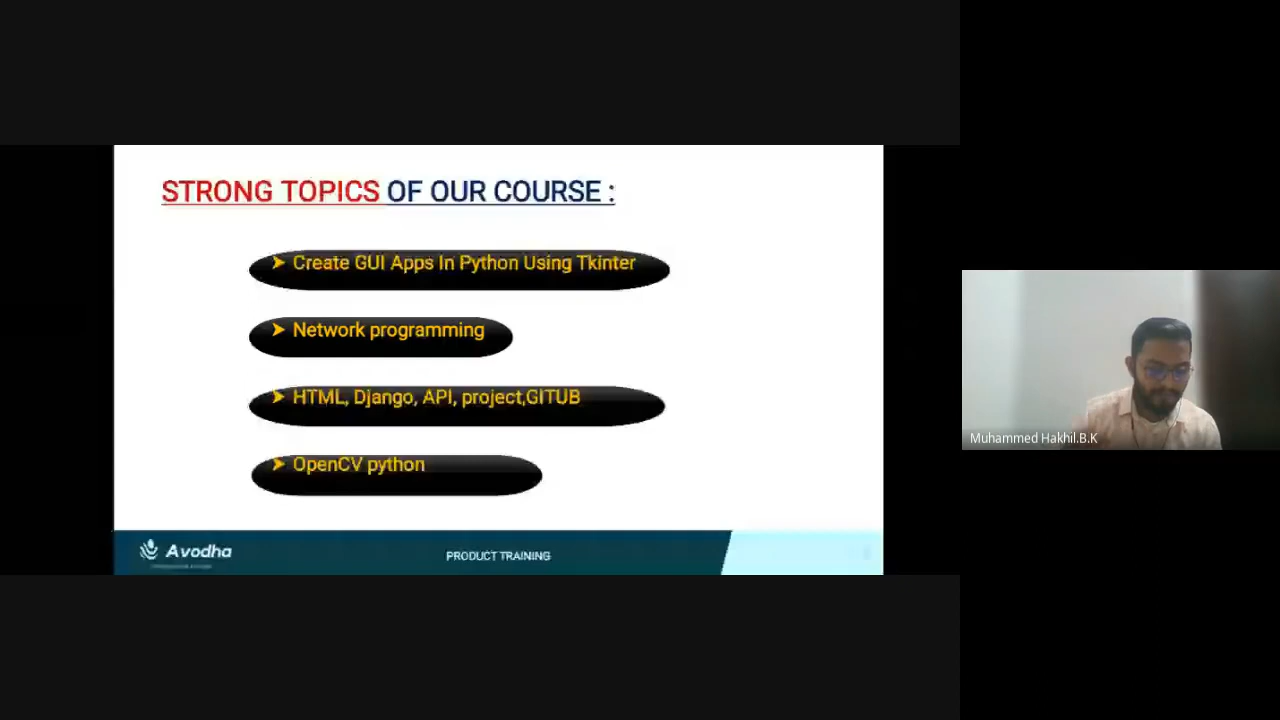 STRONG TOPICS OF OUR COURSE :
➤ Create GUI Apps In Python Using Tkinter
➤ Network programming
➤ HTML, Django, API, project,GITUB
➤ OpenCV python
Muhammed Hakhil.B.K
Avodha
PRODUCT TRAINING